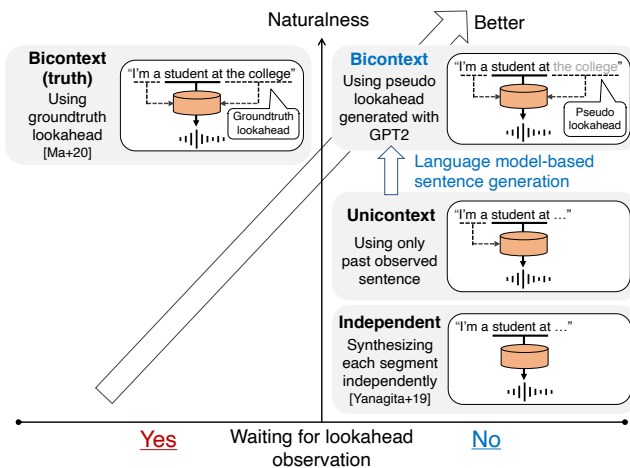 Naturalness
Better
Bicontext
(truth)
Using
groundtruth
lookahead
[Ma+20]
“I’m a student at the college”
Groundtruth
lookahead
Bicontext
Using pseudo
lookahead
generated with
GPT2
“I’m a student at the college”
Pseudo
lookahead
Language model-based
sentence generation
Unicontext
Using only
past observed
sentence
“I’m a student at …”
Independent
Synthesizing
each segment
independently
[Yanagita+19]
“I’m a student at …”
Yes
Waiting for lookahead
observation
No